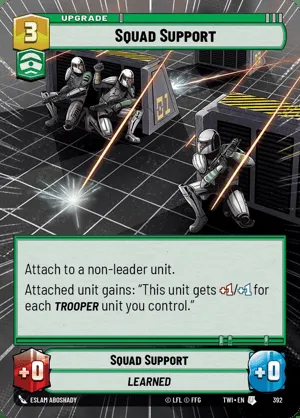 UPGRADE
3
SQUAD SUPPORT
31
Attach to a non-leader unit.
Attached unit gains: "This unit gets +1/+1 for
each TROOPER unit you control."
+0
SQUAD SUPPORT
LEARNED
+0
ESLAM ABOSHADY
© LFL © FFG
TWI • EN
392